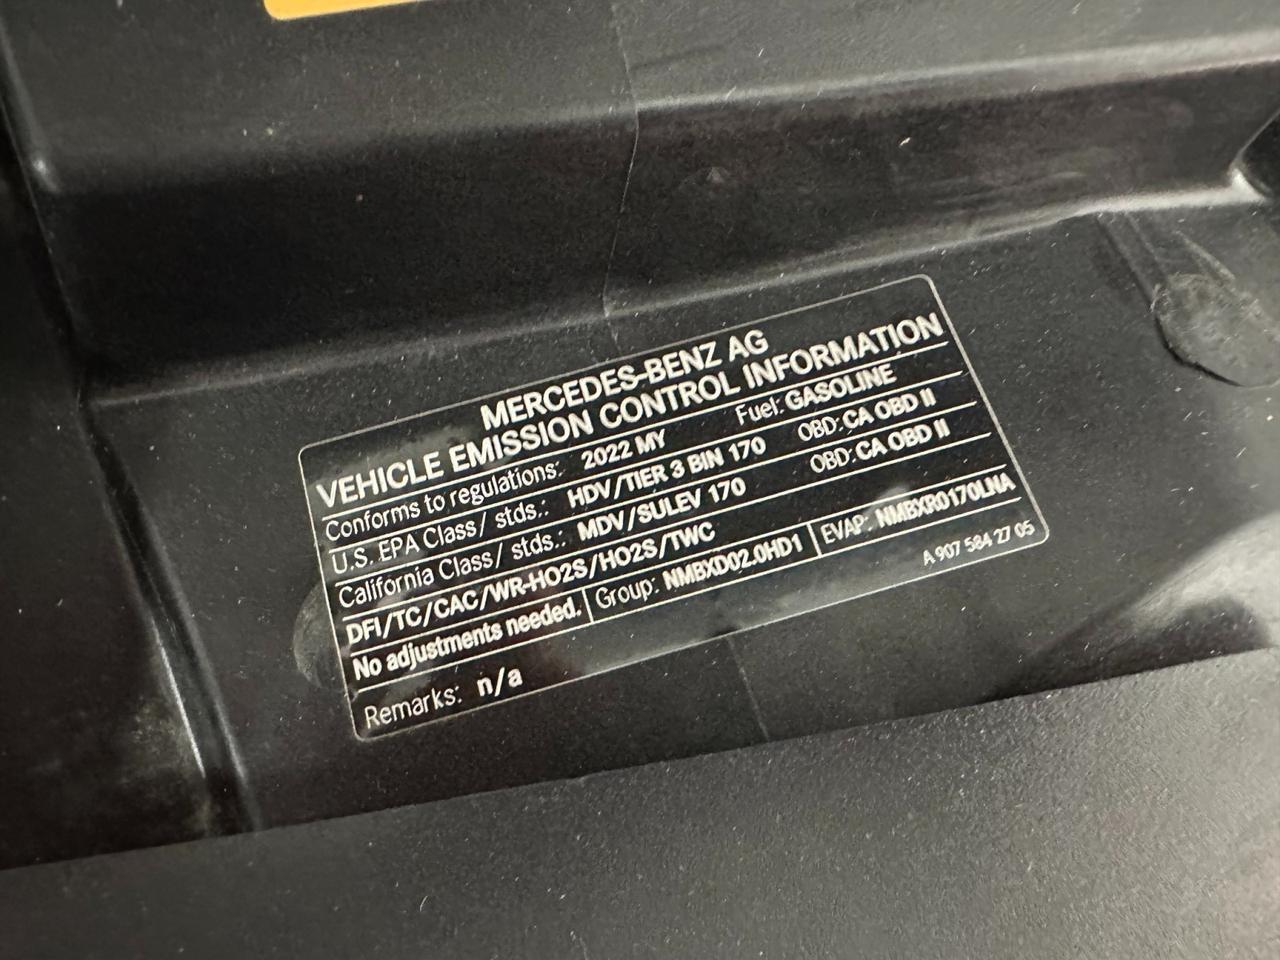 MERCEDES-BENZ AG
VEHICLE EMISSION CONTROL INFORMATION
Conforms to regulations: 2022 MY Fuel: GASOLINE
U.S. EPA Class/ stds.: HDV/TIER 3 BIN 170 OBD: CA OBD II
California Class/ stds.: MDV/SULEV 170 OBD: CA OBD II
DFI/TC/CAC/WR-HO2S/HO2S/TWC
No adjustments needed. Group: NMBXD02.0HD1 EVAP: NMBXR0170LNA
Remarks: n/a A 907 584 27 05